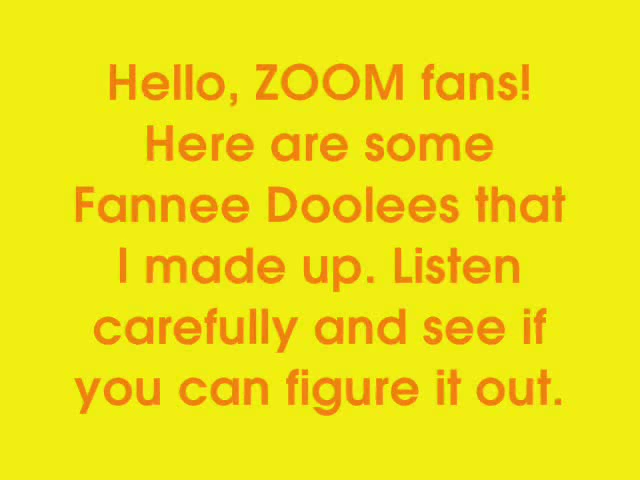 Hello, ZOOM fans!
Here are some
Fannee Doolees that
I made up. Listen
carefully and see if
you can figure it out.